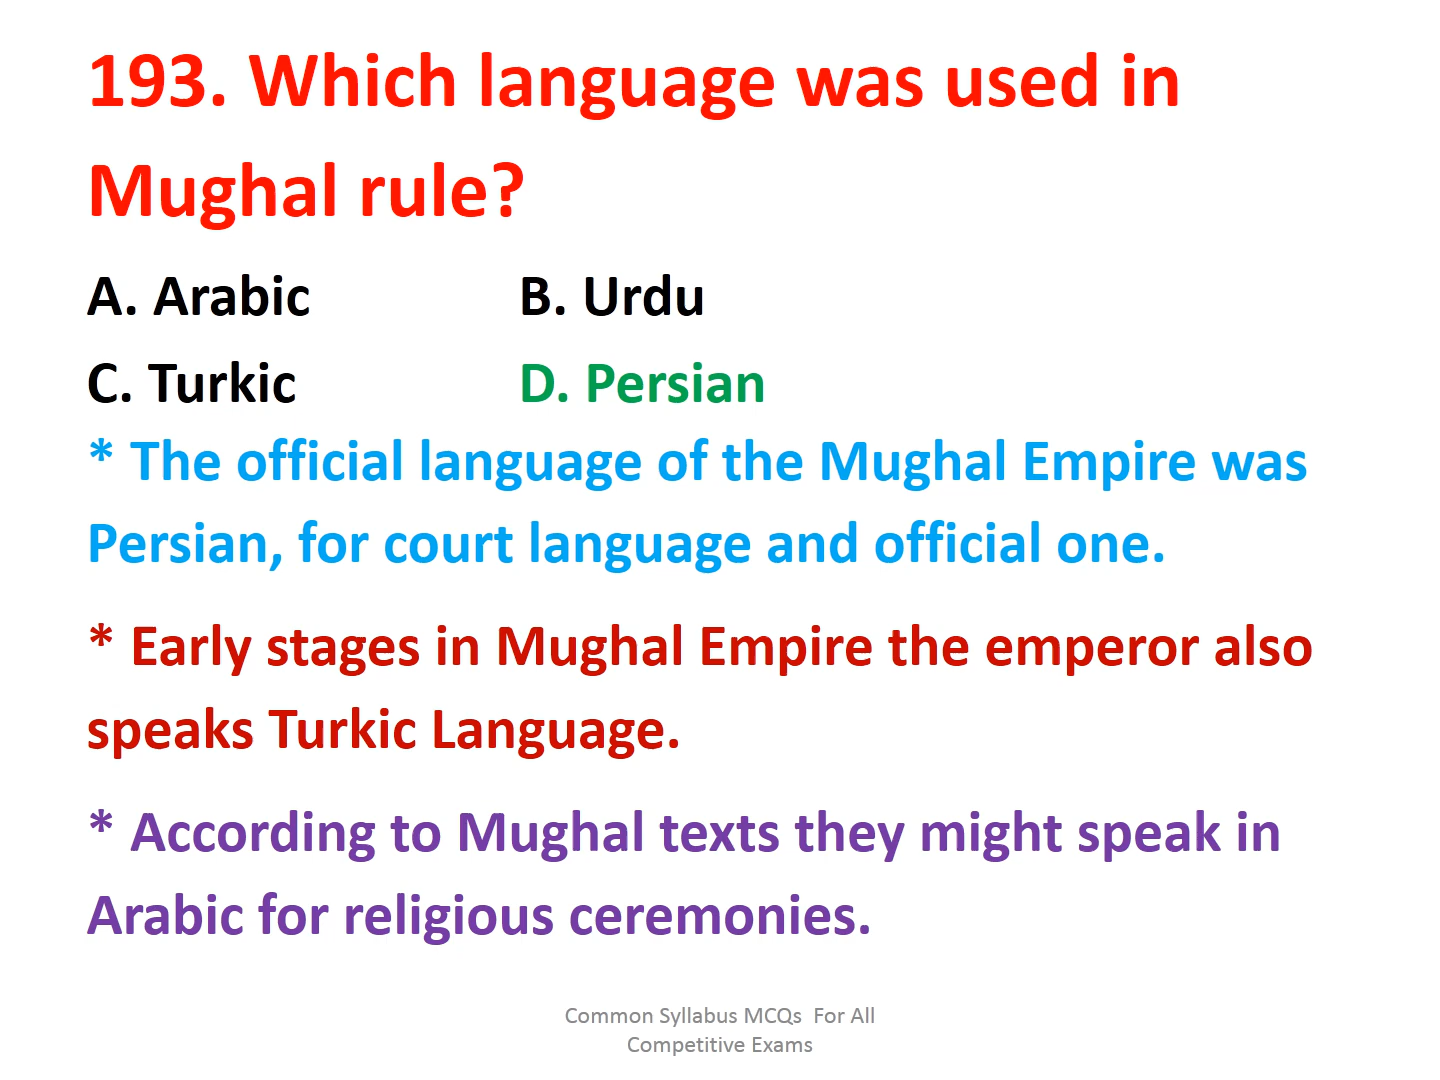 193. Which language was used in
Mughal rule?
A. Arabic B. Urdu
C. Turkic D. Persian
* The official language of the Mughal Empire was
Persian, for court language and official one.
* Early stages in Mughal Empire the emperor also
speaks Turkic Language.
* According to Mughal texts they might speak in
Arabic for religious ceremonies.
Common Syllabus MCQs For All
Competitive Exams